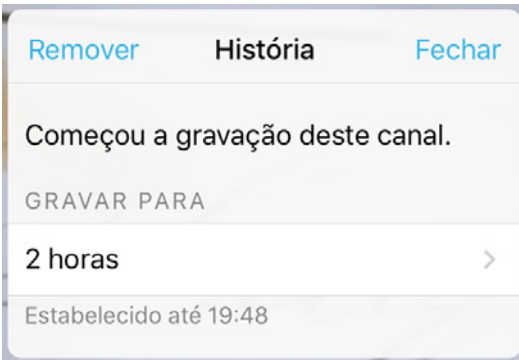 Remover História Fechar
Começou a gravação deste canal.
GRAVAR PARA
2 horas
Estabelecido até 19:48